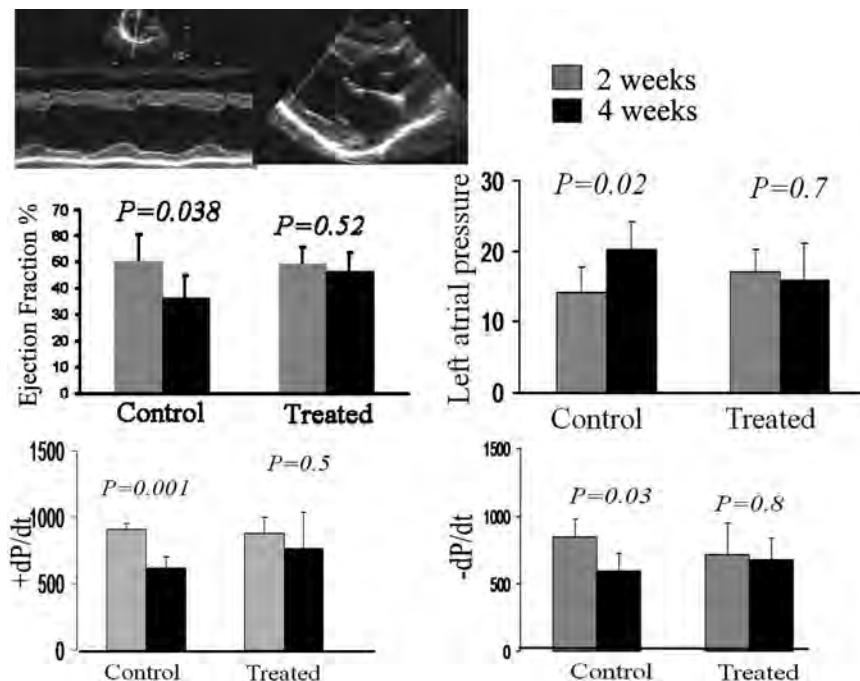 2 weeks
4 weeks
Ejection Fraction %
70
60
50
40
30
20
10
0
P=0.038
P=0.52
Control
Treated
Left atrial pressure
30
20
10
0
P=0.02
P=0.7
Control
Treated
+dP/dt
1500
1000
500
0
P=0.001
P=0.5
Control
Treated
-dP/dt
1500
1000
500
0
P=0.03
P=0.8
Control
Treated